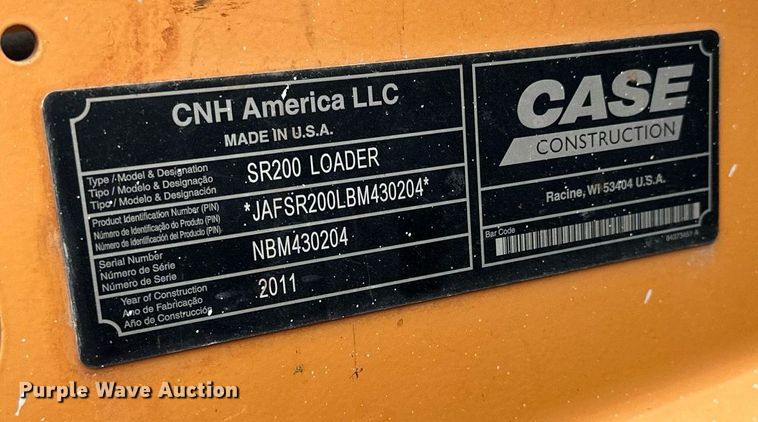 CNH America LLC
MADE IN U.S.A.
Type / Model & Designation
Tipo / Modelo & Designação
Tipo / Modelo & Designación
SR200 LOADER
Product Identification Number (PIN)
Número de Identificação do Produto (PIN)
Número de Identificación del Producto (PIN)
*JAFSR200LBM430204*
Serial Number
Número de Série
Número de Serie
NBM430204
Year of Construction
Ano de Fabricação
Año de Construcción
2011
CASE
CONSTRUCTION
Racine, WI 53404 U.S.A.
Bar Code
Purple Wave Auction